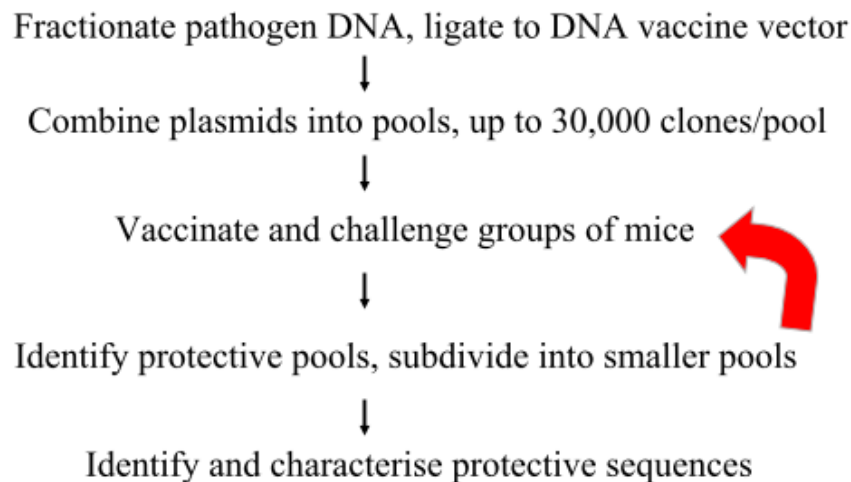 Fractionate pathogen DNA, ligate to DNA vaccine vector
Combine plasmids into pools, up to 30,000 clones/pool
Vaccinate and challenge groups of mice
Identify protective pools, subdivide into smaller pools
Identify and characterise protective sequences